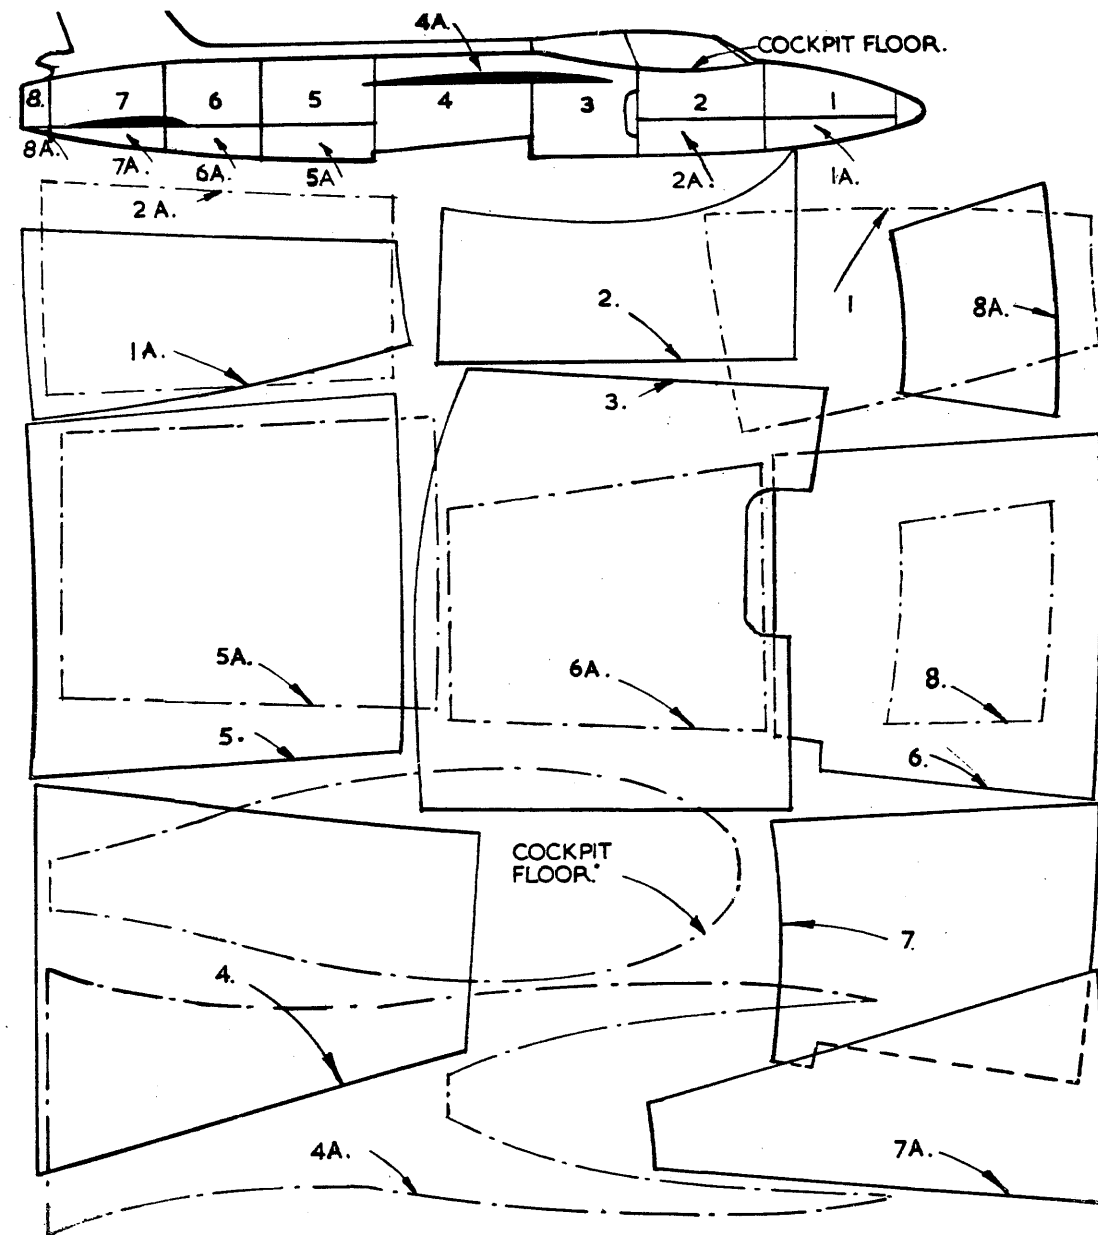 4A.
COCKPIT FLOOR.
8.
7
6
5
4
3
2
1
8A.
7A.
6A.
5A
2A.
1A.
2A.
2.
1
8A.
1A.
3.
5A.
6A.
8.
5.
6.
COCKPIT
FLOOR.
7.
4.
4A.
7A.